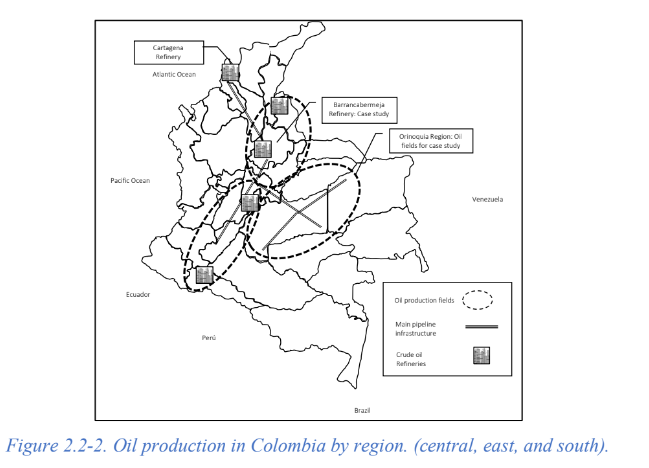 Cartagena
Refinery
Atlantic Ocean
Barrancabermeja
Refinery: Case study
Orinoquia Region: Oil
fields for case study
Pacific Ocean
Venezuela
Ecuador
Perú
Brazil
Oil production fields
Main pipeline
infrastructure
Crude oil
Refineries
Figure 2.2-2. Oil production in Colombia by region. (central, east, and south).